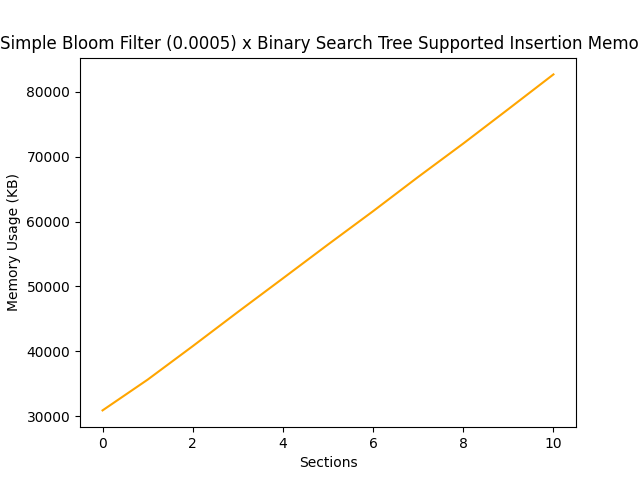 Simple Bloom Filter (0.0005) x Binary Search Tree Supported Insertion Memo
80000
70000
60000
50000
40000
30000
Memory Usage (KB)
0 2 4 6 8 10
Sections